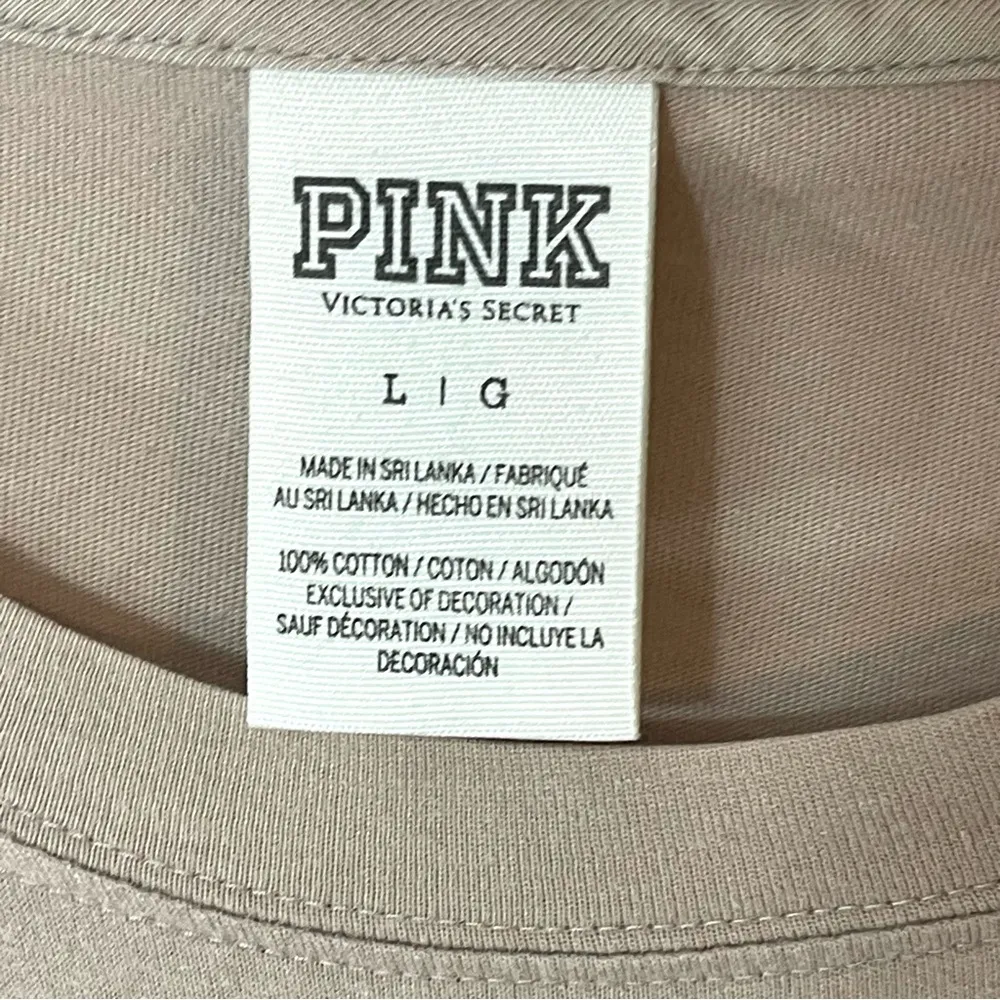 PINK
VICTORIA'S SECRET
L | G
MADE IN SRI LANKA / FABRIQUÉ
AU SRI LANKA / HECHO EN SRI LANKA
100% COTTON / COTON / ALGODÓN
EXCLUSIVE OF DECORATION /
SAUF DÉCORATION / NO INCLUYE LA
DECORACIÓN